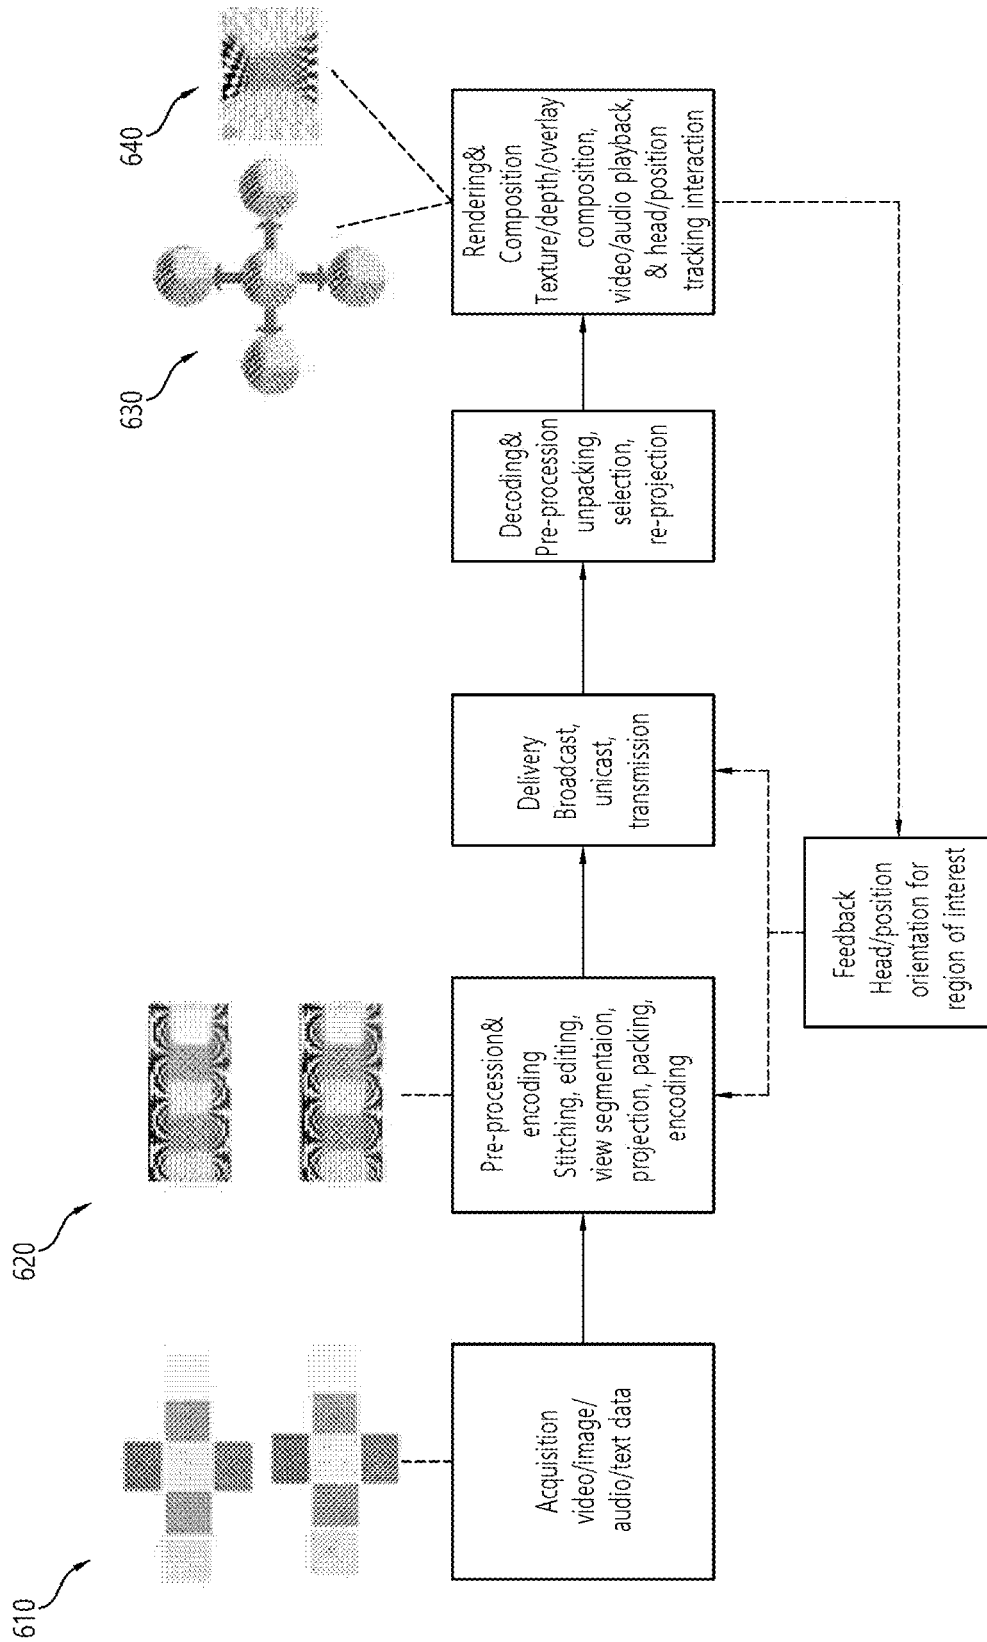 610
620
630
640
Acquisition
video/image/
audio/text data
Pre-procession&
encoding
Stitching, editing,
view segmentaion,
projection, packing,
encoding
Delivery
Broadcast,
unicast,
transmission
Decoding&
Pre-procession
unpacking,
selection,
re-projection
Rendering&
Composition
Texture/depth/overlay
composition,
video/audio playback,
& head/position
tracking interaction
Feedback
Head/position
orientation for
region of interest